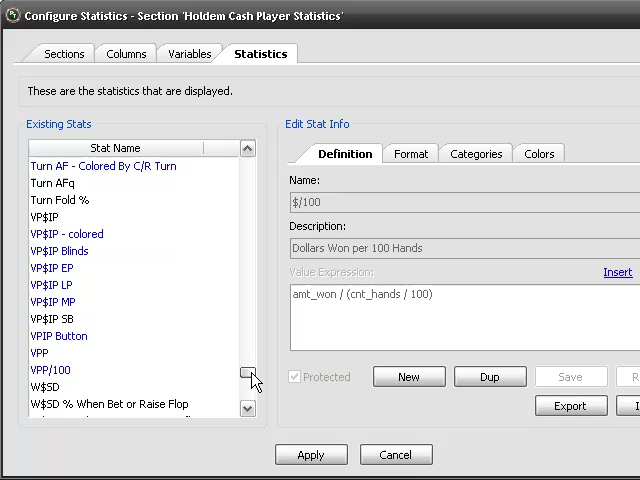 Configure Statistics - Section 'Holdem Cash Player Statistics'
Sections Columns Variables Statistics
These are the statistics that are displayed.
Existing Stats
Stat Name
Turn AF - Colored By C/R Turn
Turn AFq
Turn Fold %
VP$IP
VP$IP - colored
VP$IP Blinds
VP$IP EP
VP$IP LP
VP$IP MP
VP$IP SB
VPIP Button
VPP
VPP/100
W$SD
W$SD % When Bet or Raise Flop
Edit Stat Info
Definition Format Categories Colors
Name:
$/100
Description:
Dollars Won per 100 Hands
Value Expression: Insert
amt_won / (cnt_hands / 100)
Protected New Dup Save
Export
Apply Cancel